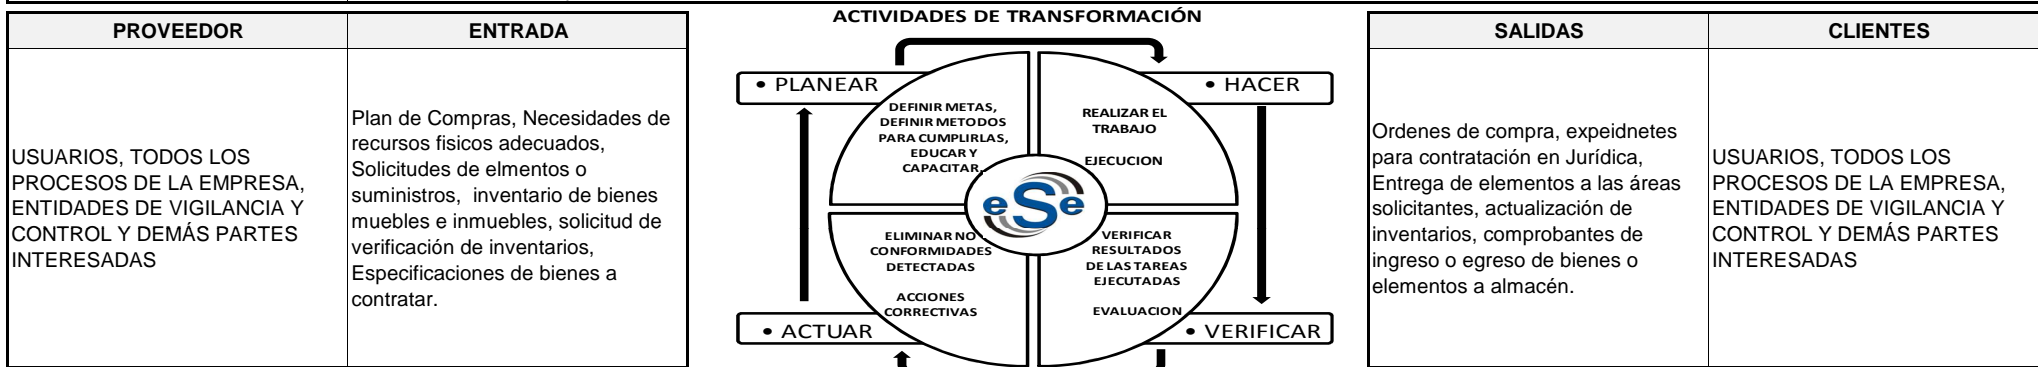 PROVEEDOR
ENTRADA
USUARIOS, TODOS LOS
PROCESOS DE LA EMPRESA,
ENTIDADES DE VIGILANCIA Y
CONTROL Y DEMÁS PARTES
INTERESADAS
Plan de Compras, Necesidades de
recursos fisicos adecuados,
Solicitudes de elmentos o
suministros, inventario de bienes
muebles e inmuebles, solicitud de
verificación de inventarios,
Especificaciones de bienes a
contratar.
ACTIVIDADES DE TRANSFORMACIÓN
• PLANEAR
DEFINIR METAS,
DEFINIR METODOS
PARA CUMPLIRLAS,
EDUCAR Y
CAPACITAR.
• HACER
REALIZAR EL
TRABAJO
EJECUCION
eSe
ELIMINAR NO
CONFORMIDADES
DETECTADAS
ACCIONES
CORRECTIVAS
• ACTUAR
VERIFICAR
RESULTADOS
DE LAS TAREAS
EJECUTADAS
EVALUACION
• VERIFICAR
SALIDAS
CLIENTES
Ordenes de compra, expeidnetes
para contratación en Jurídica,
Entrega de elementos a las áreas
solicitantes, actualización de
inventarios, comprobantes de
ingreso o egreso de bienes o
elementos a almacén.
USUARIOS, TODOS LOS
PROCESOS DE LA EMPRESA,
ENTIDADES DE VIGILANCIA Y
CONTROL Y DEMÁS PARTES
INTERESADAS